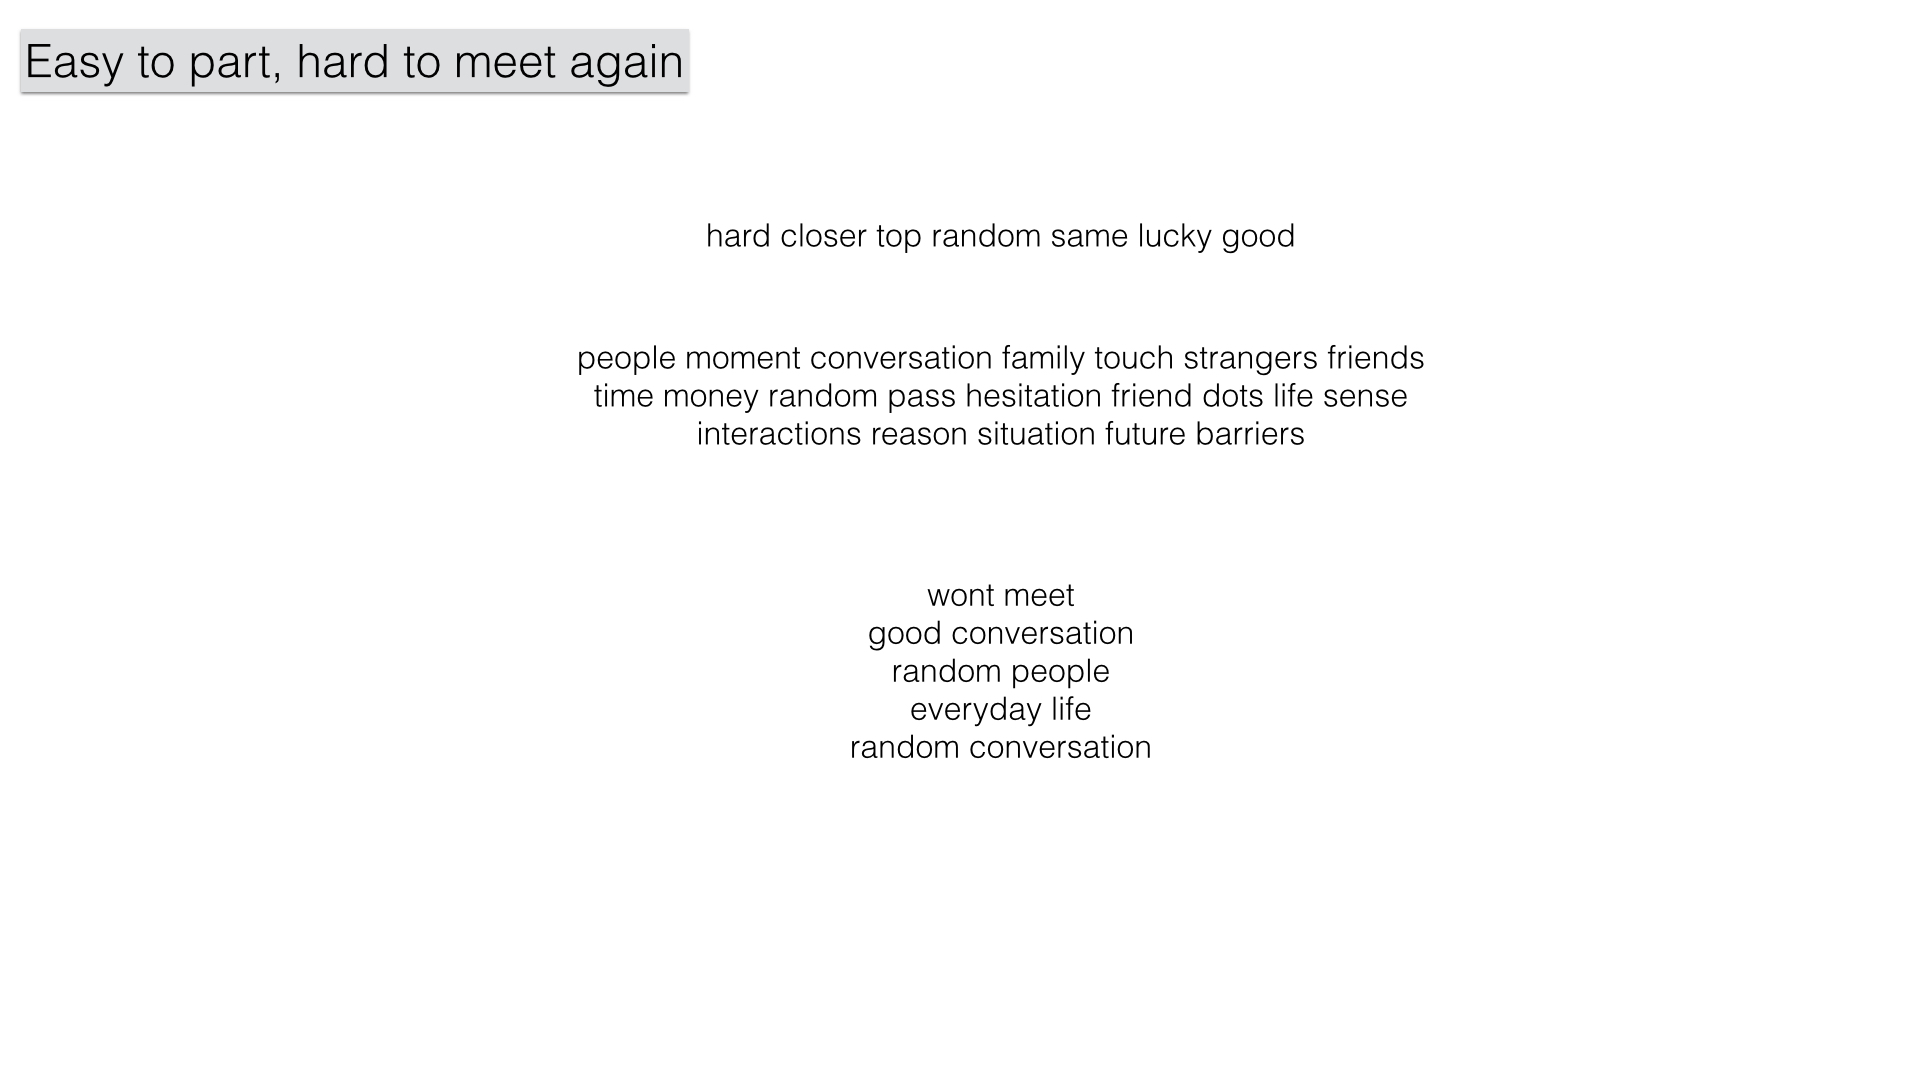 Easy to part, hard to meet again
hard closer top random same lucky good
people moment conversation family touch strangers friends
time money random pass hesitation friend dots life sense
interactions reason situation future barriers
wont meet
good conversation
random people
everyday life
random conversation